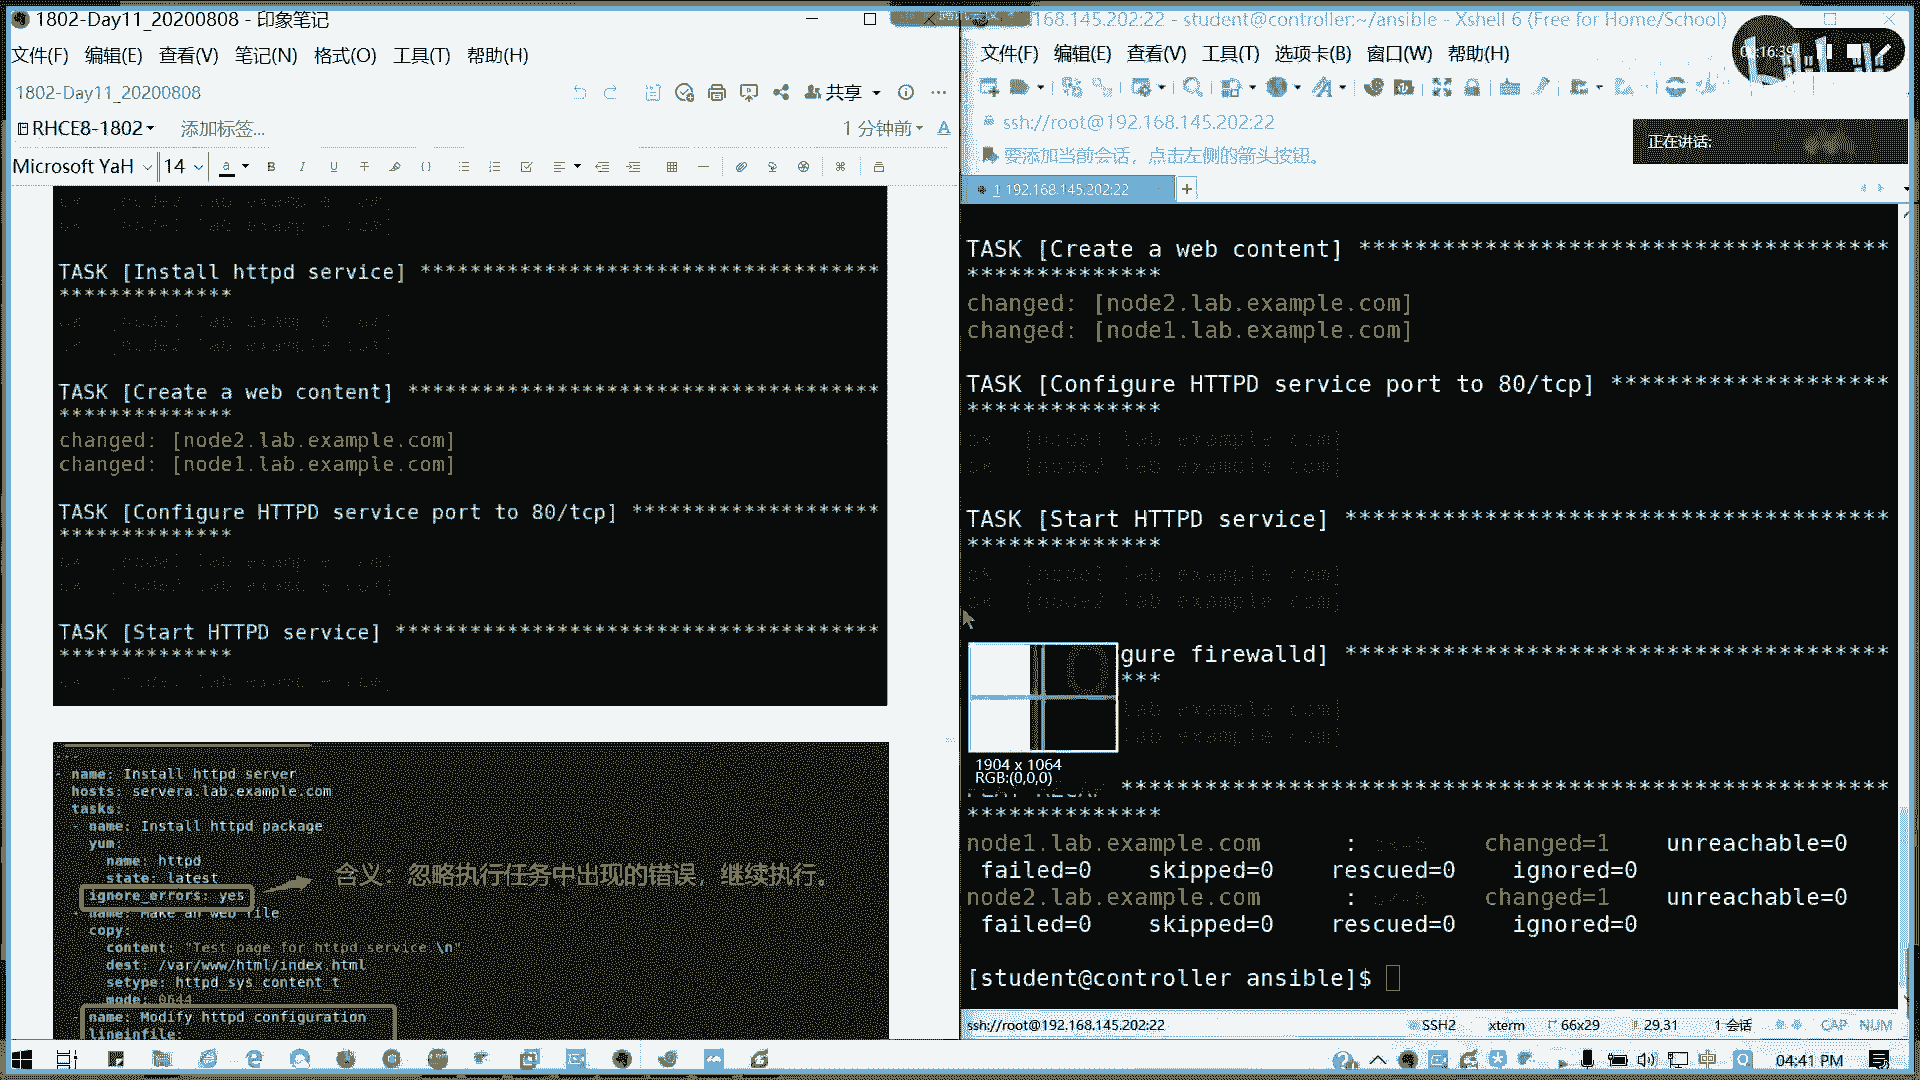 1802-Day11_20200808 - 印象笔记
文件(F) 编辑(E) 查看(V) 笔记(N) 格式(O) 工具(T) 帮助(H)
1802-Day11_20200808
共享
RHCE8-1802 添加标签...
1 分钟前
Microsoft YaH 14
TASK [Install httpd service] *************************************
**************
TASK [Create a web content] **************************************
**************
changed: [node2.lab.example.com]
changed: [node1.lab.example.com]
TASK [Configure HTTPD service port to 80/tcp] ********************
**************
TASK [Start HTTPD service] ***************************************
**************
- name: Install httpd server
hosts: servera.lab.example.com
tasks:
- name: Install httpd package
yum:
name: httpd
state: latest
ignore_errors: yes
含义：忽略执行任务中出现的错误，继续执行。
- name: Make an web file
copy:
content: "Test page for httpd service \n"
dest: /var/www/html/index.html
setype: httpd_sys_content_t
mode: 0644
name: Modify httpd configuration
lineinfile:
168.145.202:22 - student@controller:~/ansible - Xshell 6 (Free for Home/School)
文件(F) 编辑(E) 查看(V) 工具(T) 选项卡(B) 窗口(W) 帮助(H)
16:39
ssh://root@192.168.145.202:22
正在讲话:
要添加当前会话，点击左侧的箭头按钮。
1 192.168.145.202:22
TASK [Create a web content] **************************************
**************
changed: [node2.lab.example.com]
changed: [node1.lab.example.com]
TASK [Configure HTTPD service port to 80/tcp] ********************
**************
TASK [Start HTTPD service] ***************************************
**************
gure firewalld] ***************************************
***
1904 x 1064
RGB:(0,0,0)
******************************************************
**************
node1.lab.example.com : changed=1 unreachable=0
failed=0 skipped=0 rescued=0 ignored=0
node2.lab.example.com : changed=1 unreachable=0
failed=0 skipped=0 rescued=0 ignored=0
[student@controller ansible]$
ssh://root@192.168.145.202:22 SSH2 xterm 66x29 29,31 1 会话 CAP NUM
中 04:41 PM